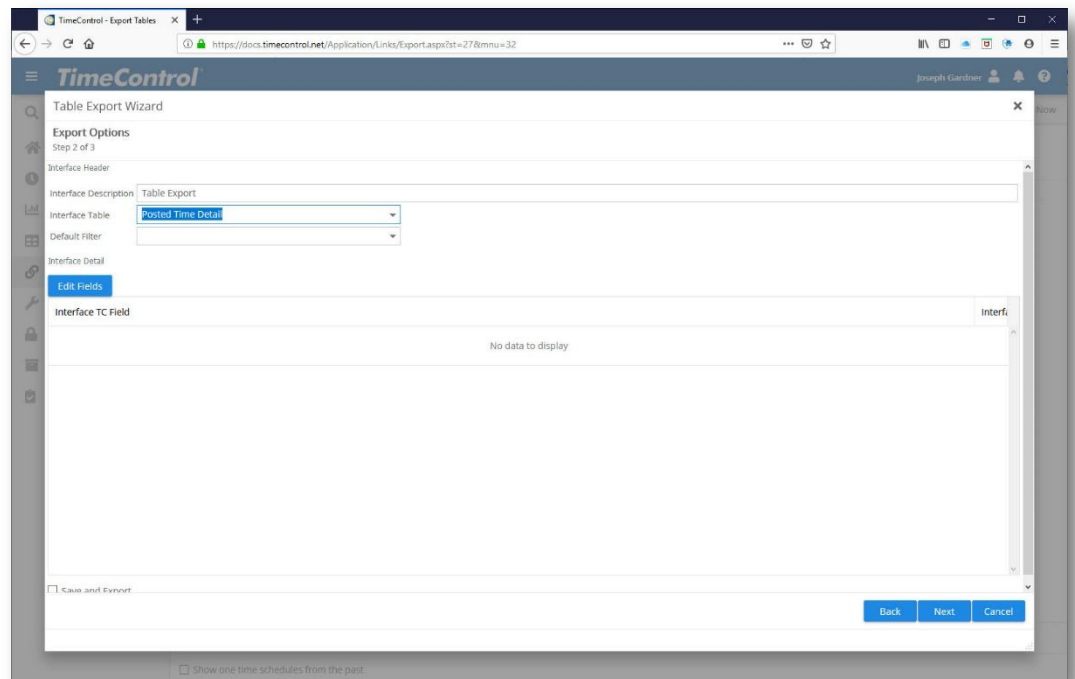 TimeControl - Export Tables
https://docs.timecontrol.net/Application/Links/Export.aspx?st=27&mnu=32
TimeControl
Joseph Gardner
Table Export Wizard
Now
Export Options
Step 2 of 3
Interface Header
Interface Description Table Export
Interface Table Posted Time Detail
Default Filter
Interface Detail
Edit Fields
Interface TC Field Interfa
No data to display
Save and Export
Back Next Cancel
Show one time schedules from the past